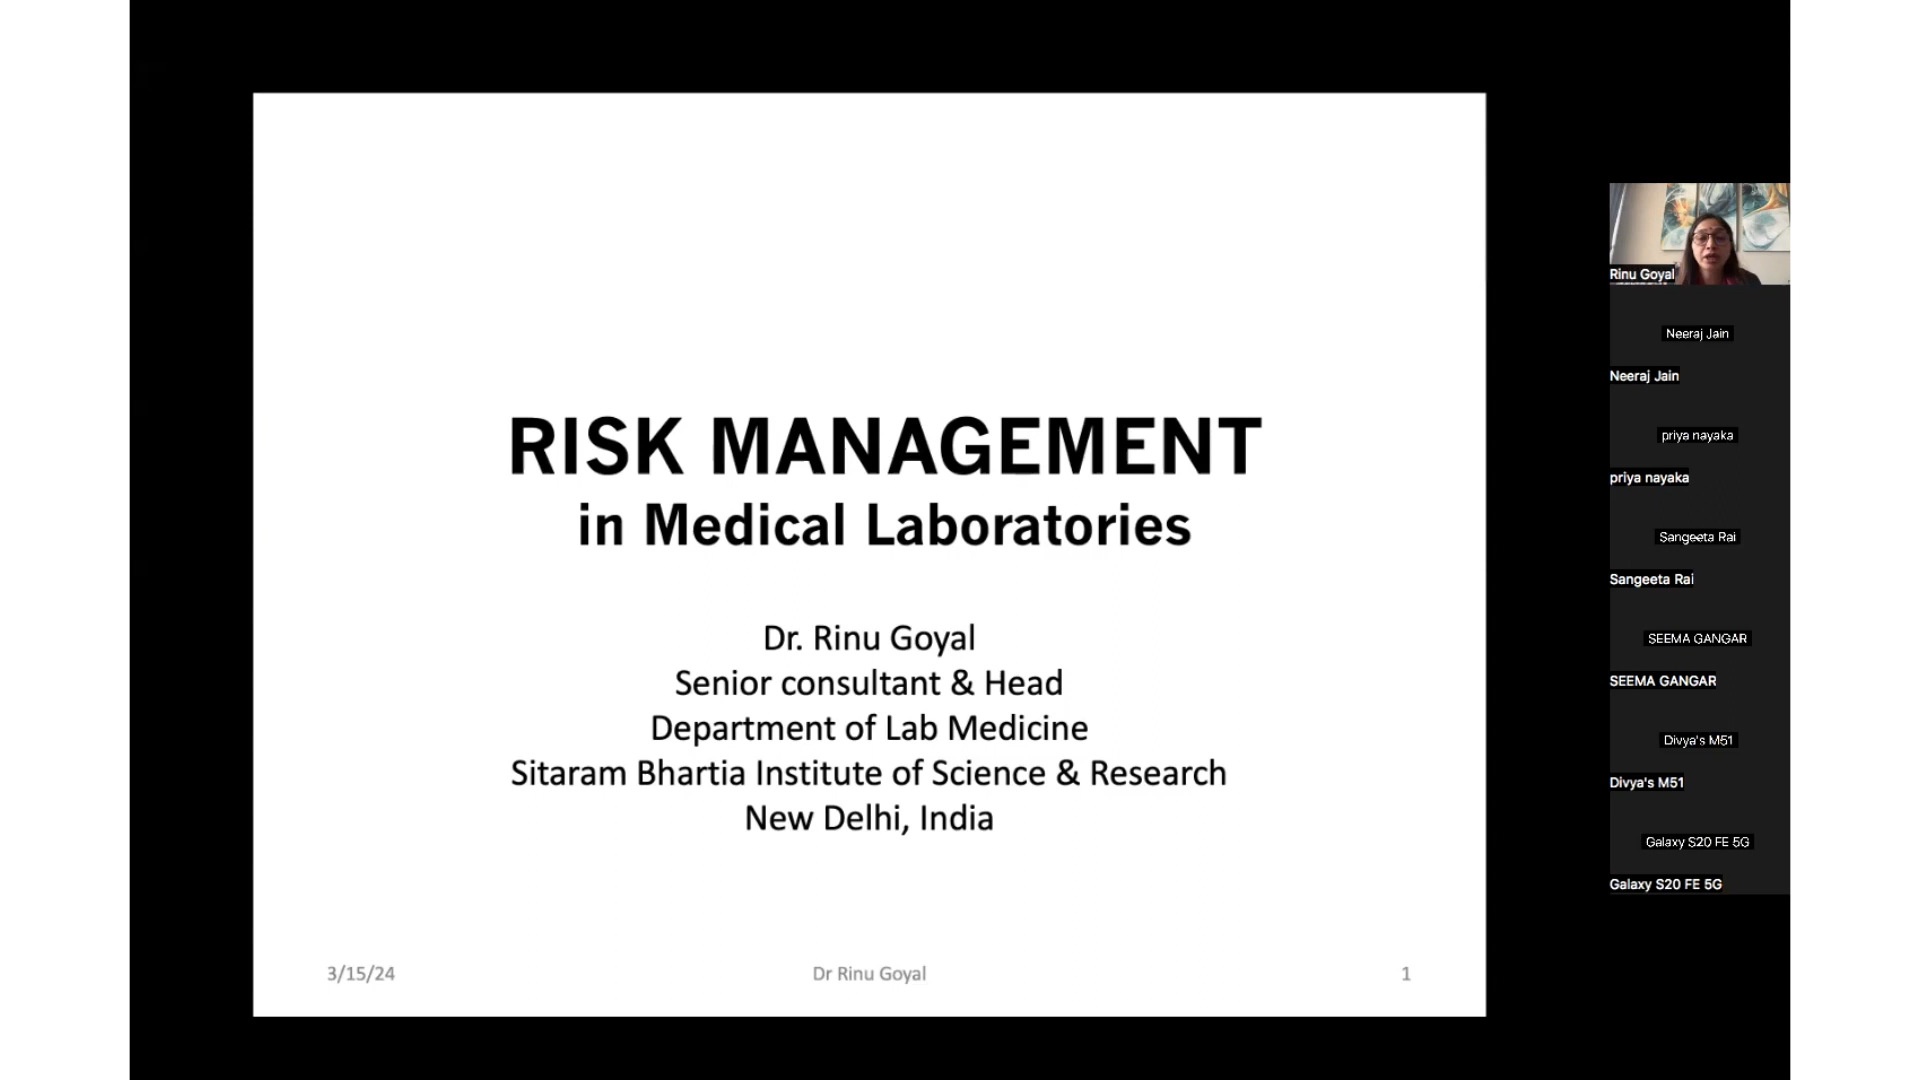 RISK MANAGEMENT
in Medical Laboratories
Dr. Rinu Goyal
Senior consultant & Head
Department of Lab Medicine
Sitaram Bhartia Institute of Science & Research
New Delhi, India
3/15/24
Dr Rinu Goyal
1
Rinu Goyal
Neeraj Jain
Neeraj Jain
priya nayaka
priya nayaka
Sangeeta Rai
Sangeeta Rai
SEEMA GANGAR
SEEMA GANGAR
Divya's M51
Divya's M51
Galaxy S20 FE 5G
Galaxy S20 FE 5G